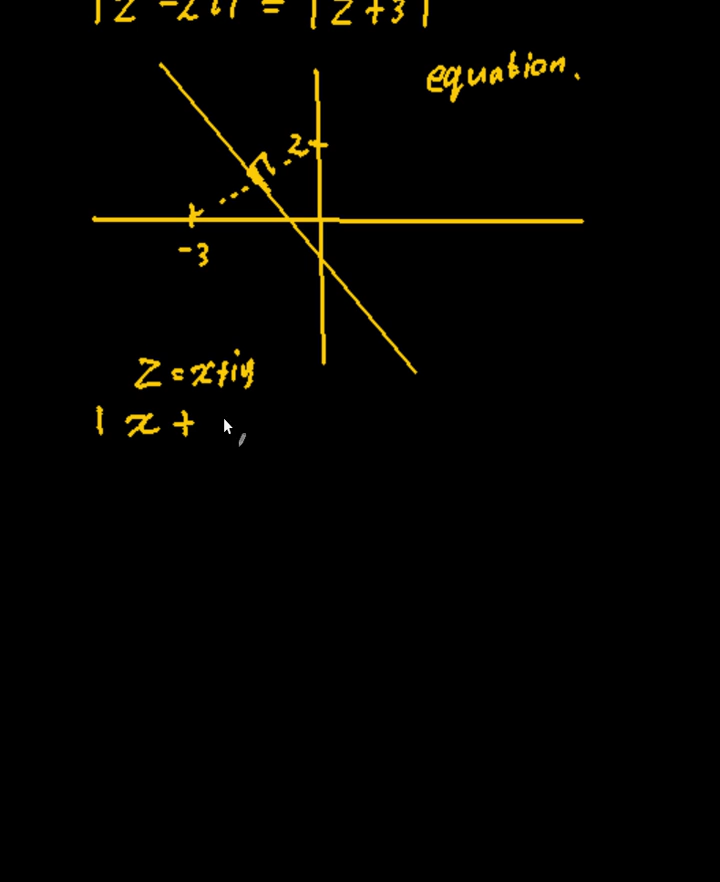 |z-2i| = |z+3|
equation.
2
-3
z=x+iy
|x+